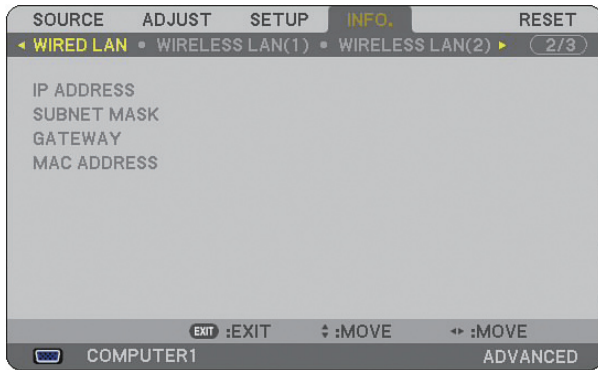 SOURCE ADJUST SETUP INFO. RESET
WIRED LAN • WIRELESS LAN(1) • WIRELESS LAN(2) 2/3
IP ADDRESS
SUBNET MASK
GATEWAY
MAC ADDRESS
EXIT :EXIT :MOVE :MOVE
COMPUTER1 ADVANCED